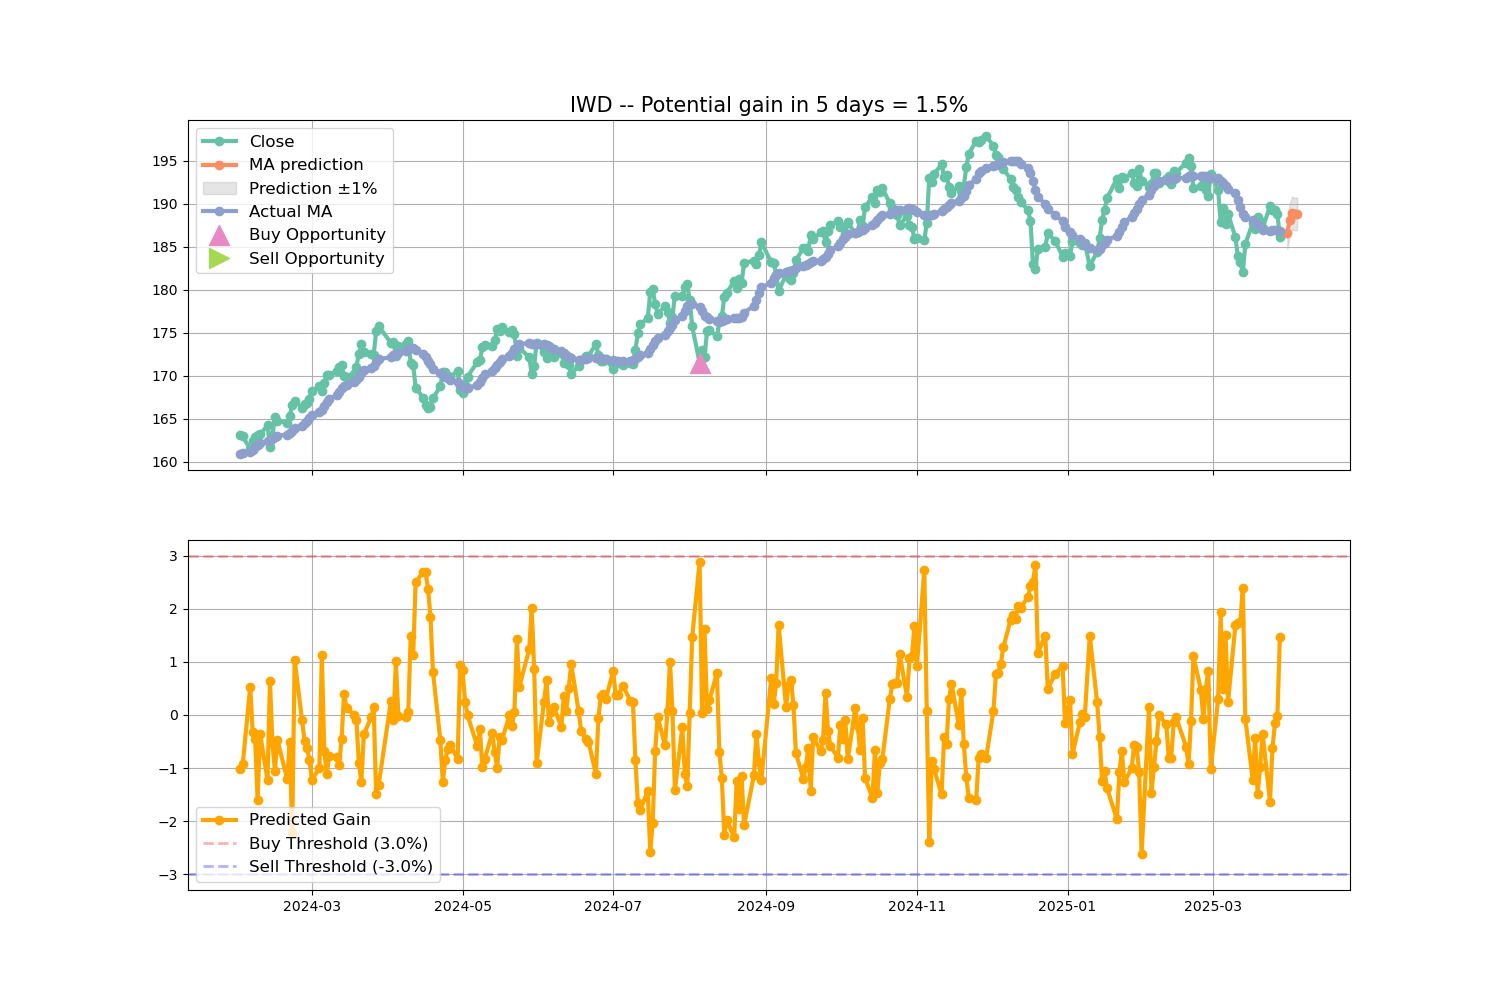 IWD -- Potential gain in 5 days = 1.5%
Close
MA prediction
Prediction ±1%
Actual MA
Buy Opportunity
Sell Opportunity
195
190
185
180
175
170
165
160
3
2
1
0
−1
−2
−3
Predicted Gain
Buy Threshold (3.0%)
Sell Threshold (-3.0%)
2024-03 2024-05 2024-07 2024-09 2024-11 2025-01 2025-03